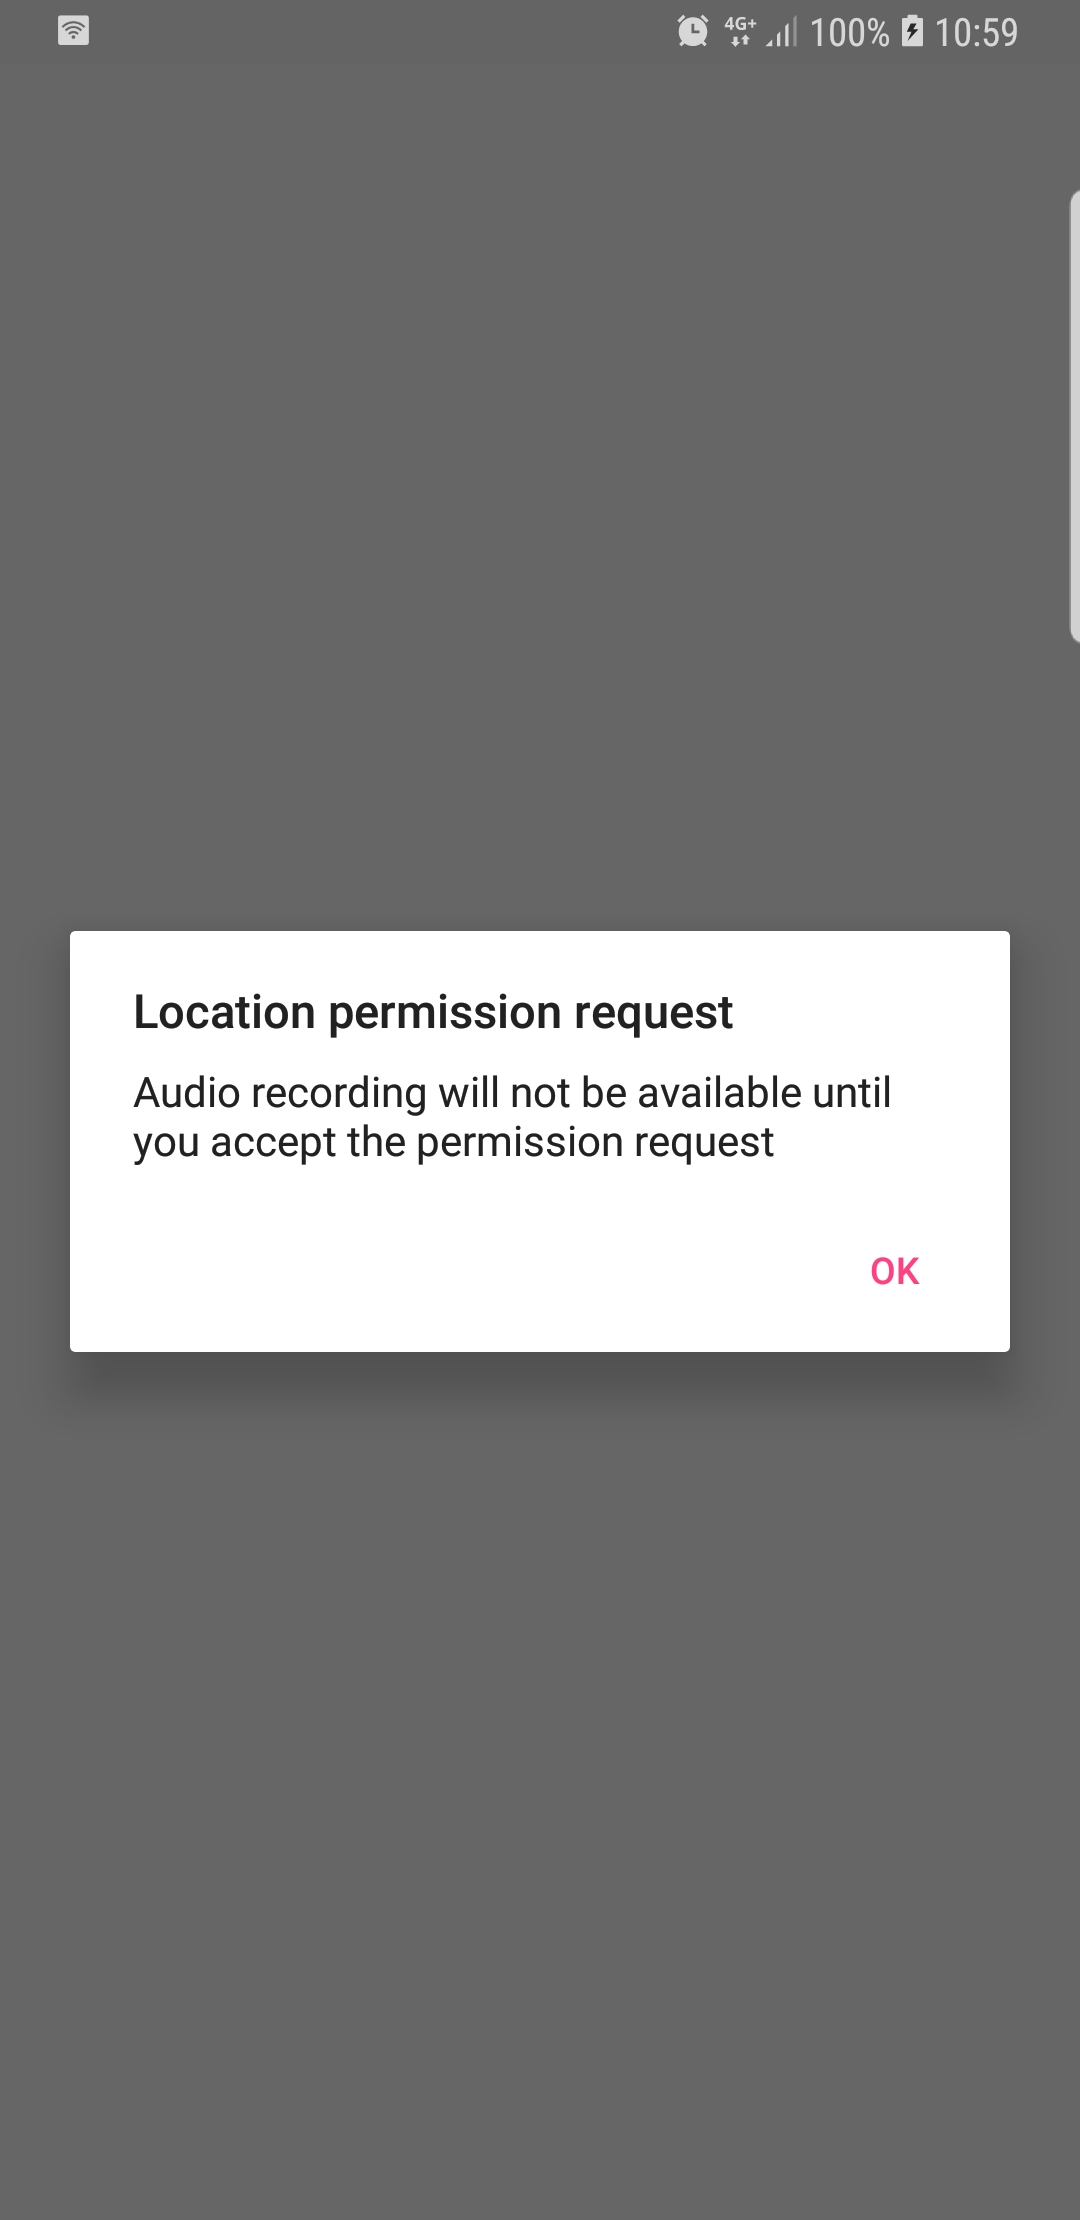 4G+ 100% 10:59
Location permission request
Audio recording will not be available until
you accept the permission request
OK